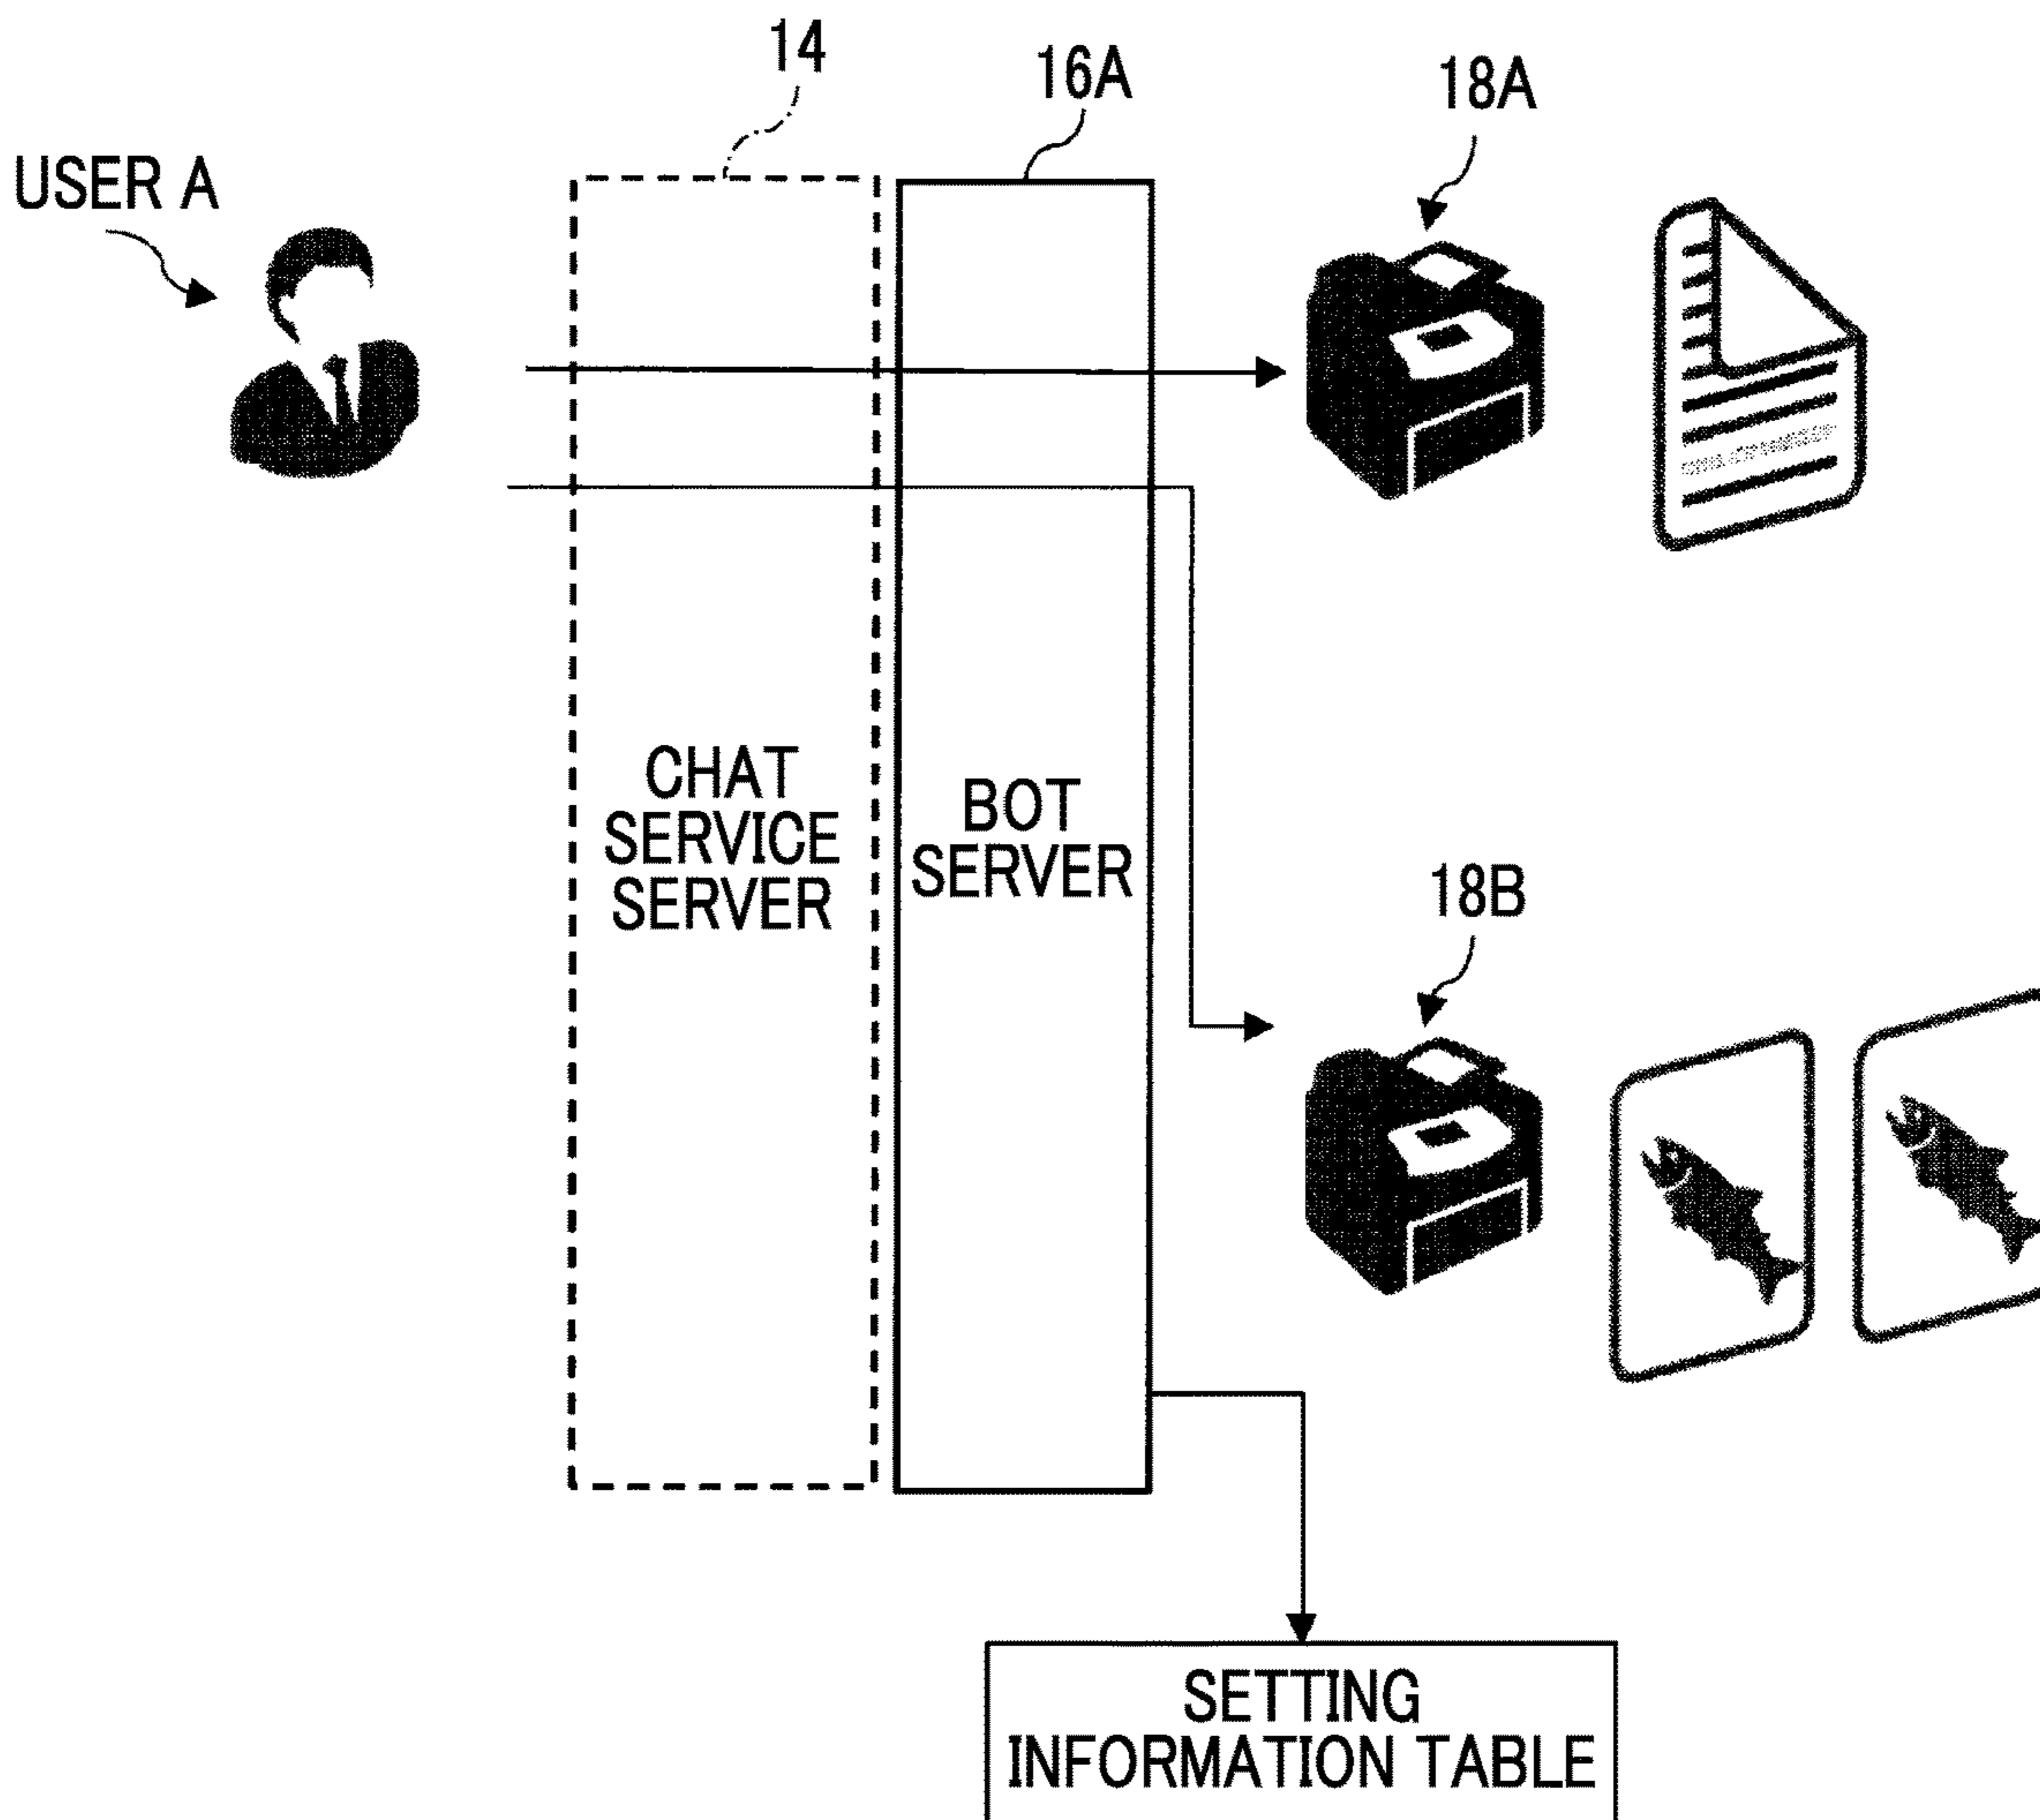 14
16A
18A
USER A
CHAT
SERVICE
SERVER
BOT
SERVER
18B
SETTING
INFORMATION TABLE